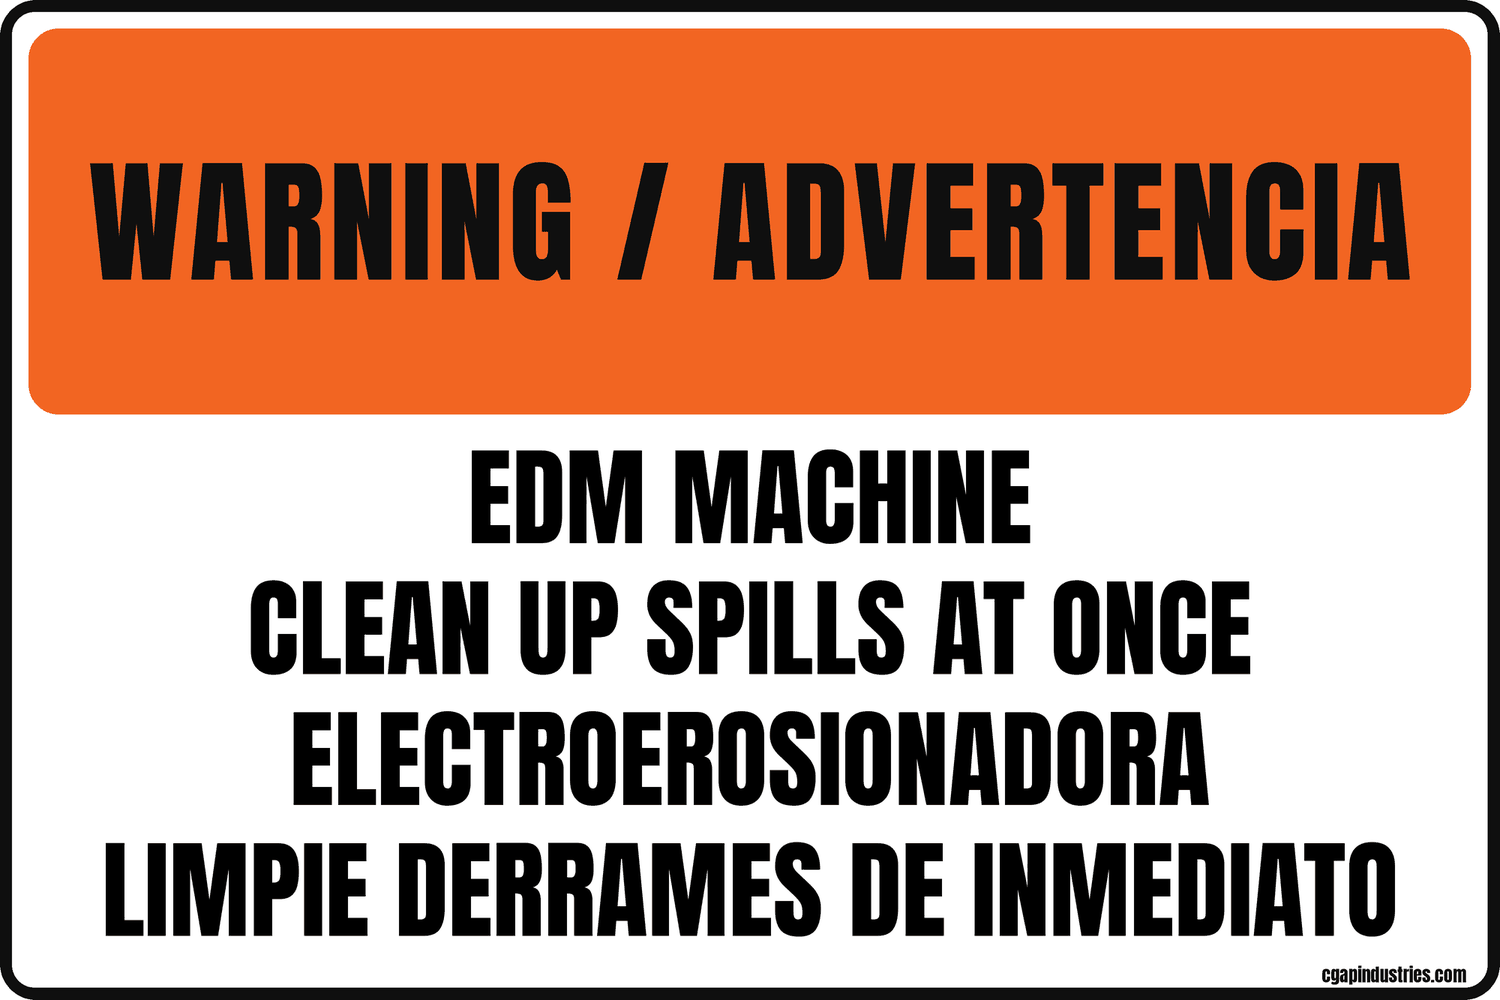 WARNING / ADVERTENCIA
EDM MACHINE
CLEAN UP SPILLS AT ONCE
ELECTROEROSIONADORA
LIMPIE DERRAMES DE INMEDIATO
cgapindustries.com